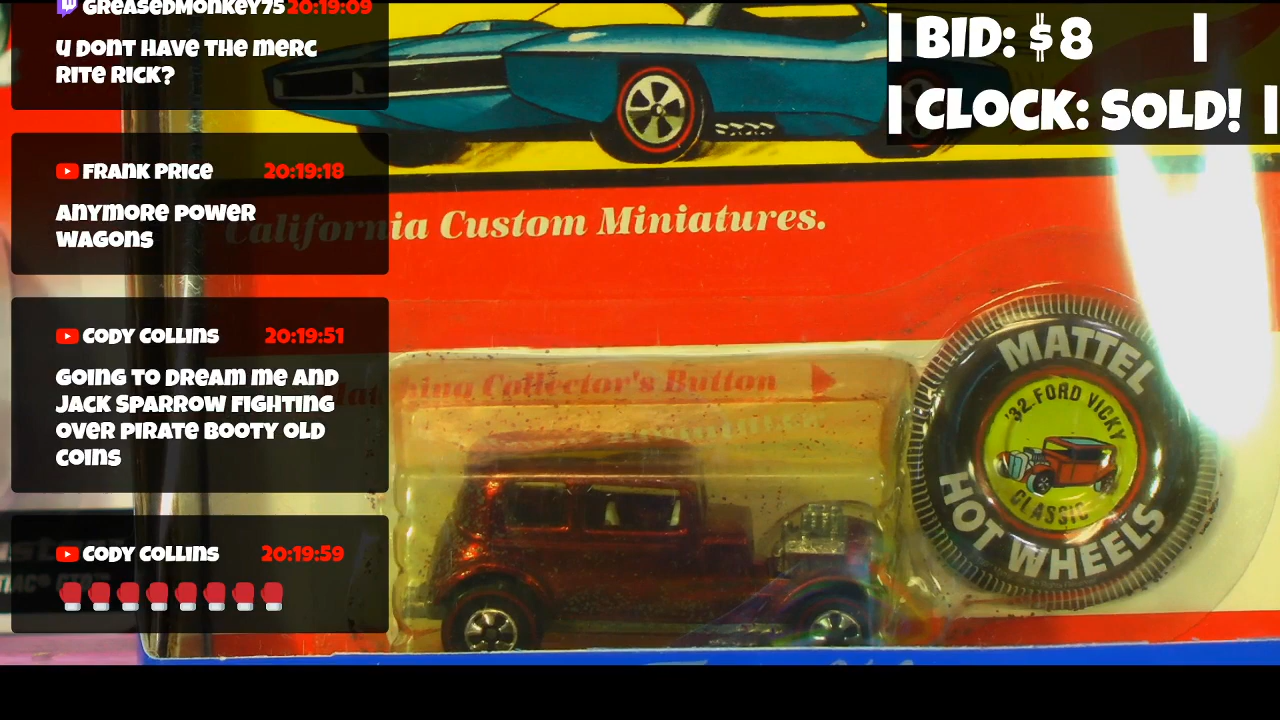 GreasedMonkey75 20:19:09
u dont have the merc
rite rick?
Frank Price 20:19:18
Anymore power
wagons
Cody Collins 20:19:51
Going to dream me and
Jack Sparrow fighting
over pirate booty old
coins
Cody Collins 20:19:59
| BID: $8 |
| CLOCK: SOLD! |
California Custom Miniatures.
Matching Collector's Button
MATTEL
'32 FORD VICKY
CLASSIC
HOT WHEELS